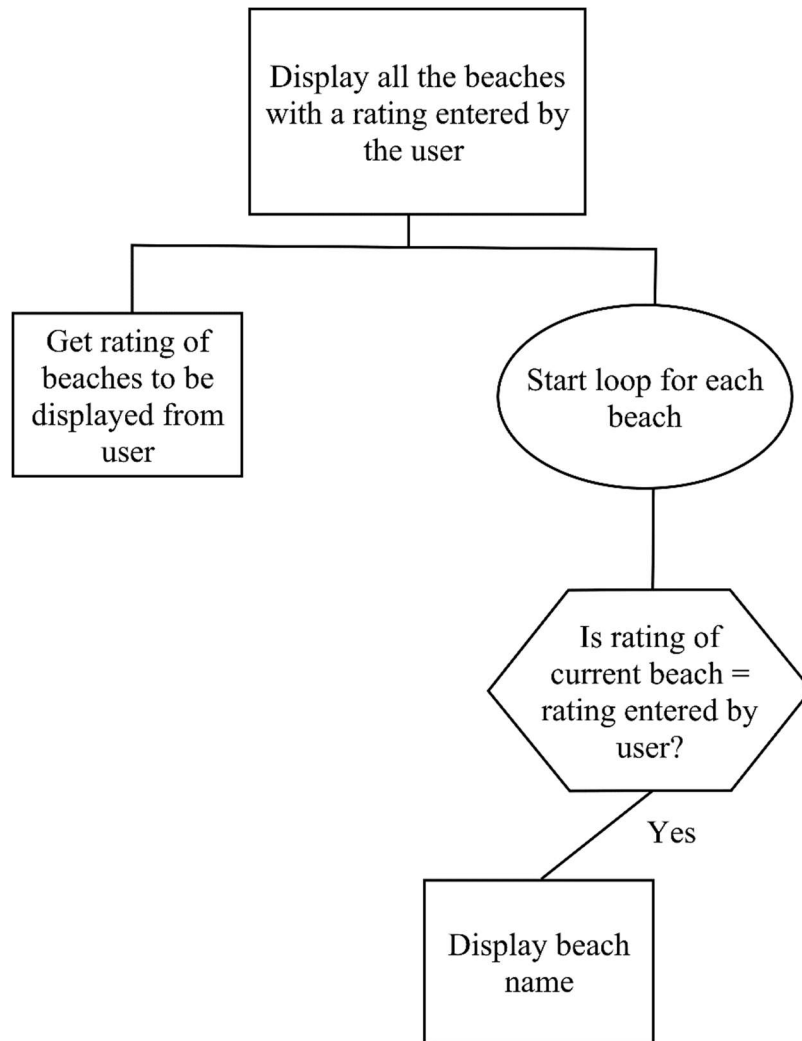 Display all the beaches
with a rating entered by
the user
Get rating of
beaches to be
displayed from
user
Start loop for each
beach
Is rating of
current beach =
rating entered by
user?
Yes
Display beach
name